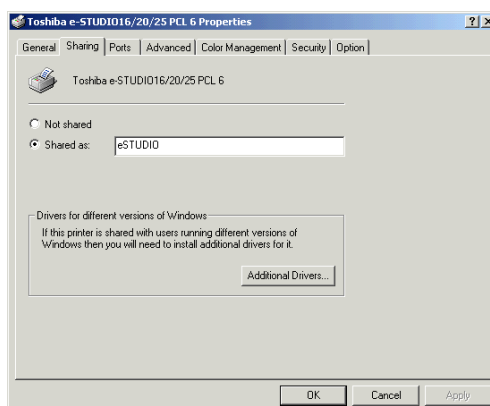 Toshiba e-STUDIO16/20/25 PCL 6 Properties
General Sharing Ports Advanced Color Management Security Option
Toshiba e-STUDIO16/20/25 PCL 6
Not shared
Shared as: eSTUDIO
Drivers for different versions of Windows
If this printer is shared with users running different versions of
Windows then you will need to install additional drivers for it.
Additional Drivers...
OK Cancel Apply